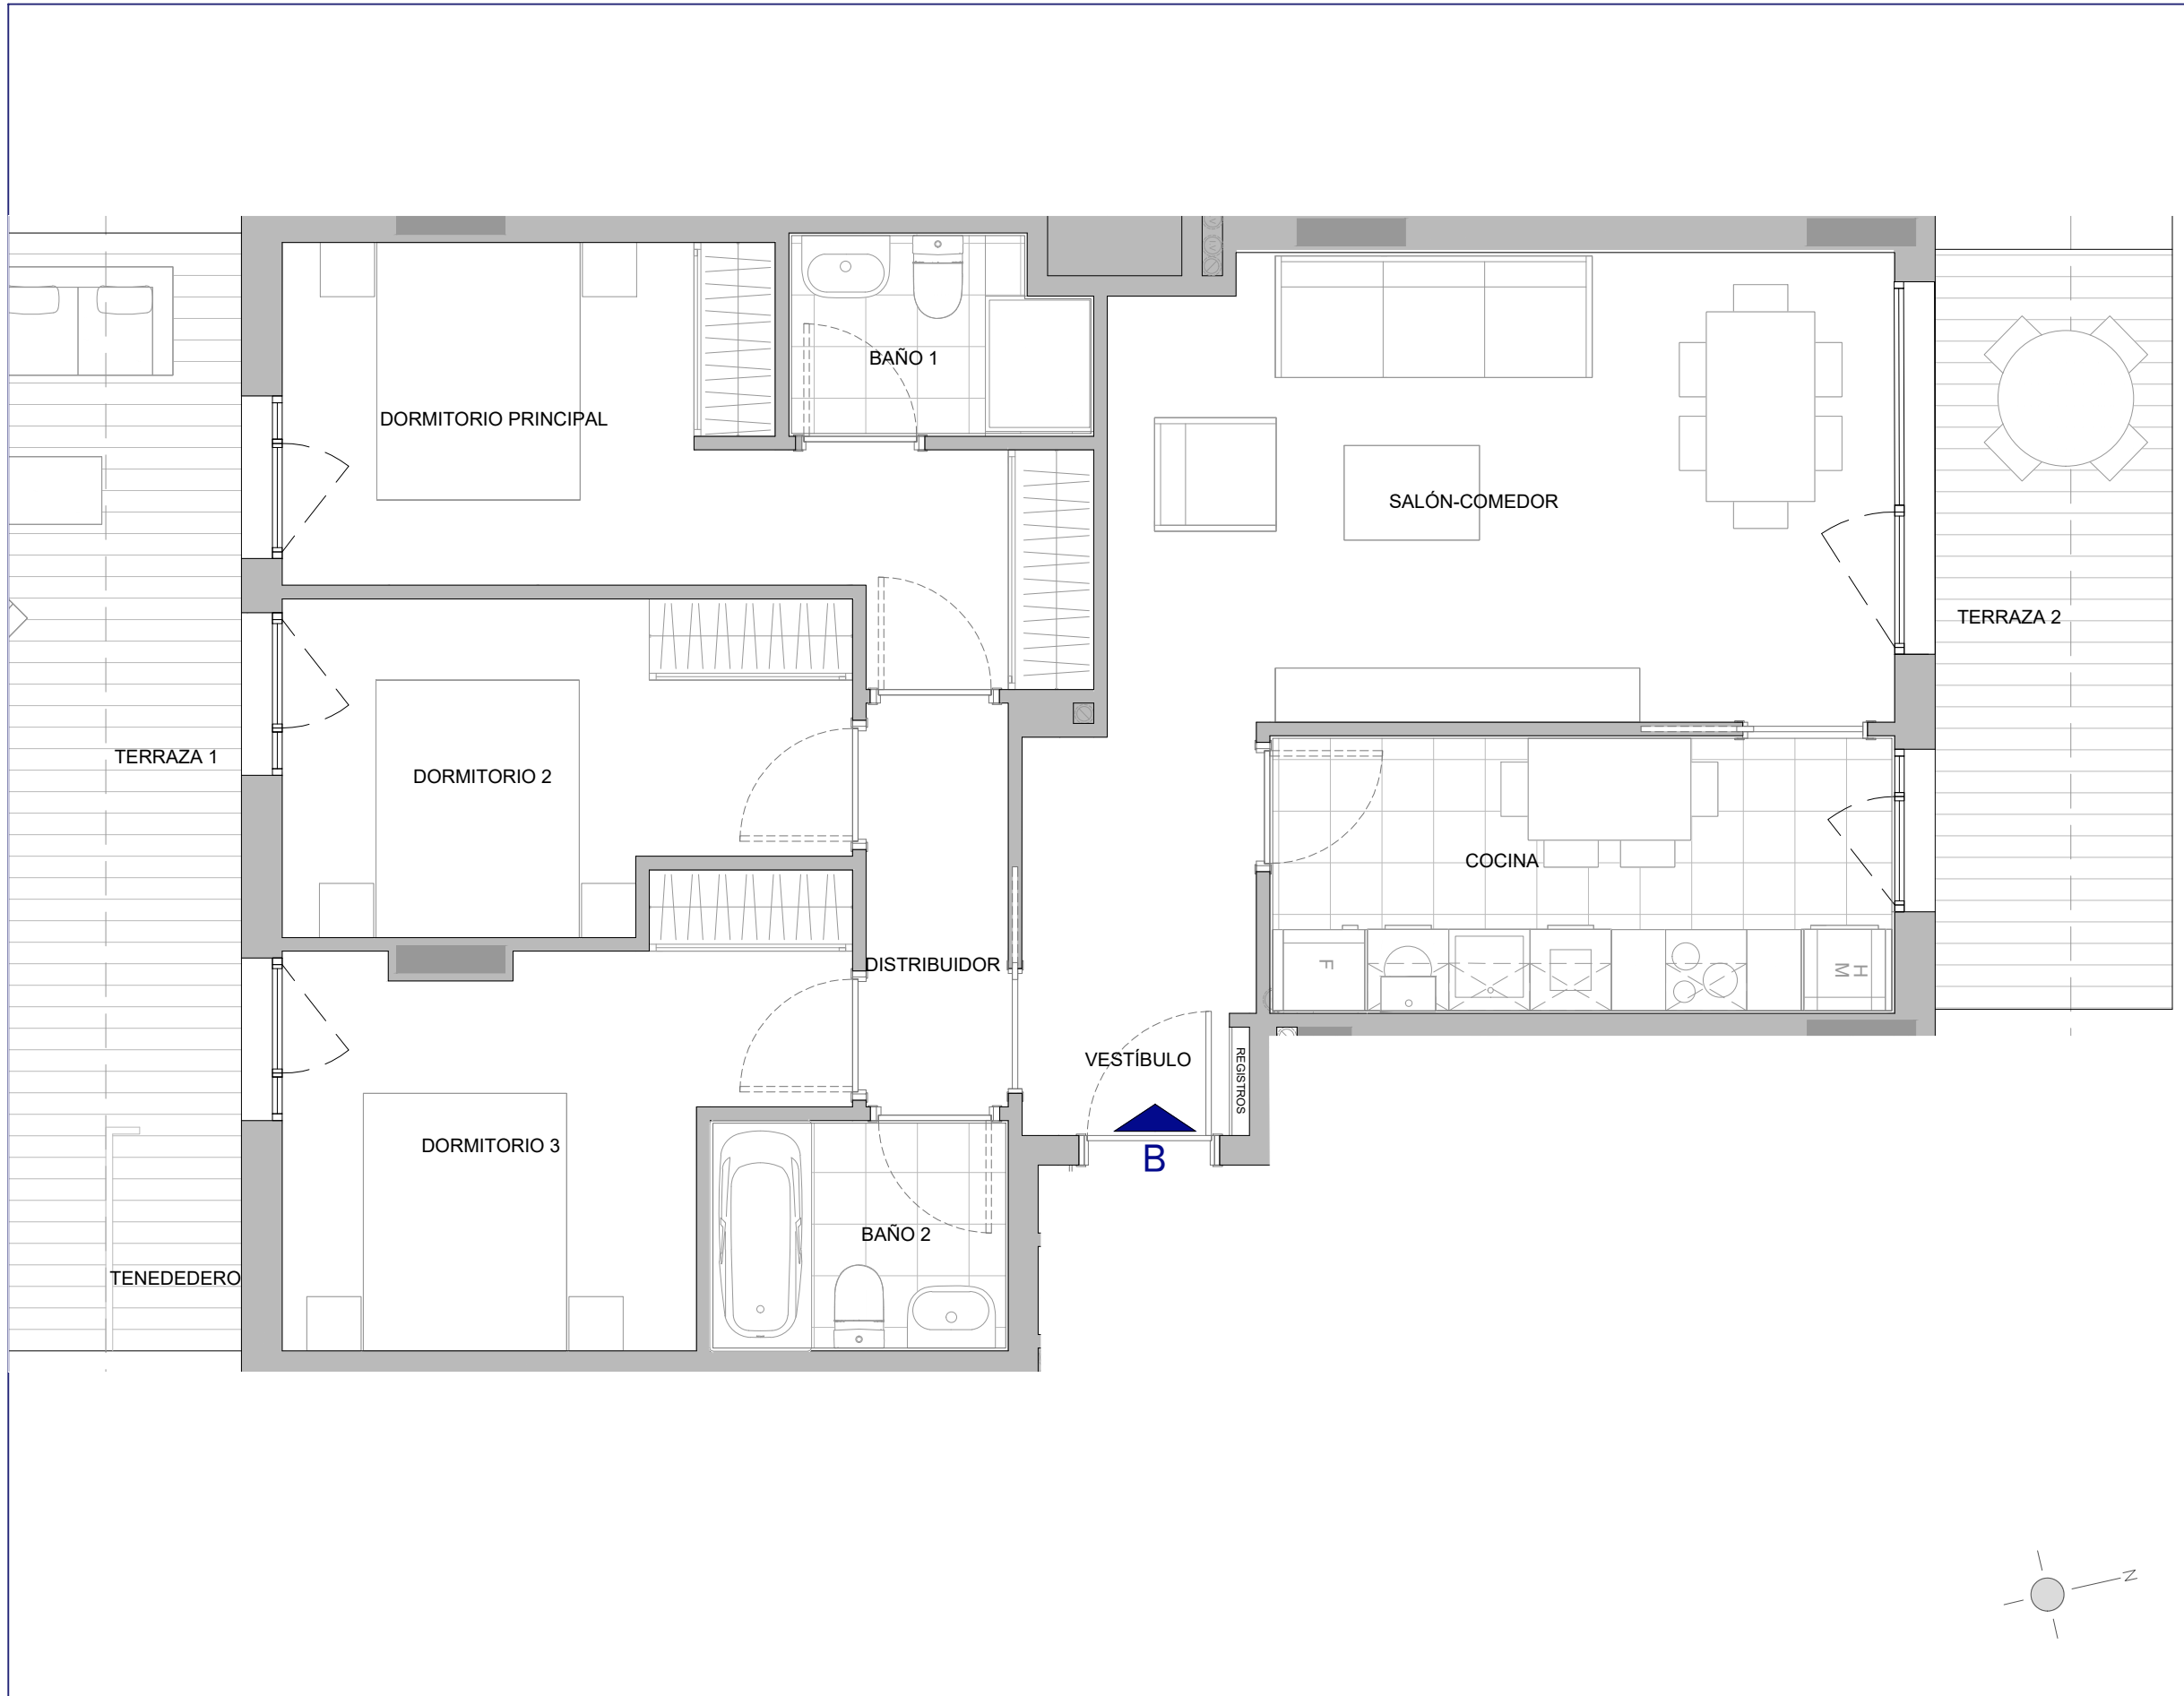 BAÑO 1
DORMITORIO PRINCIPAL
SALÓN-COMEDOR
TERRAZA 2
TERRAZA 1
DORMITORIO 2
COCINA
DISTRIBUIDOR
F
H
M
VESTÍBULO
REGISTROS
DORMITORIO 3
B
BAÑO 2
TENEDEDERO
N